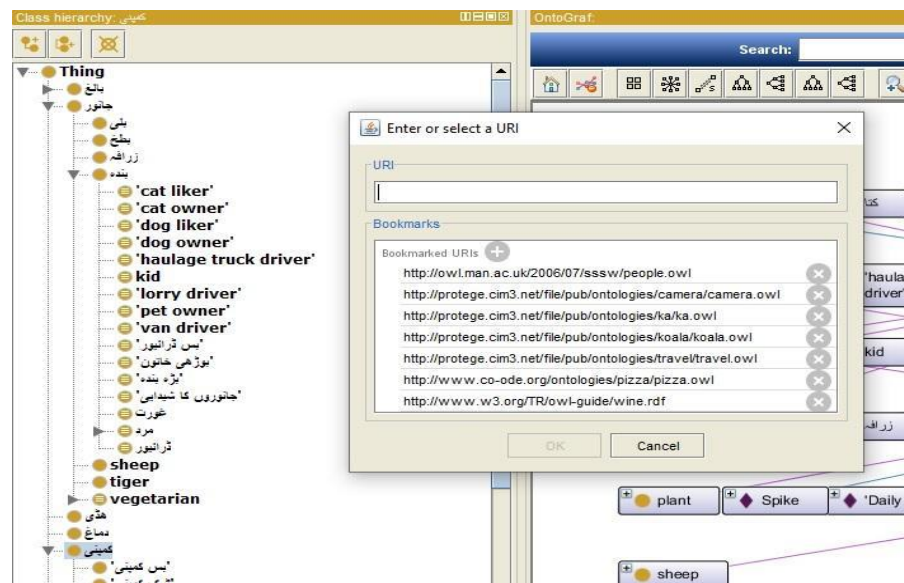 Class hierarchy: کمپنی
OntoGraf:
Search:
Thing
بالغ
جانور
بلی
بطخ
زرافہ
بندہ
'cat liker'
'cat owner'
'dog liker'
'dog owner'
'haulage truck driver'
kid
'lorry driver'
'pet owner'
'van driver'
'بس ڈرائیور'
'بوڑھی خاتون'
'بڑہ بندہ'
'جانوروں کا شیدایی'
عورت
مرد
ڈرائیور
sheep
tiger
vegetarian
ھڈی
دماغ
کمپنی
'بس کمپنی'
Enter or select a URI
URI
Bookmarks
Bookmarked URIs
http://owl.man.ac.uk/2006/07/sssw/people.owl
http://protege.cim3.net/file/pub/ontologies/camera/camera.owl
http://protege.cim3.net/file/pub/ontologies/ka/ka.owl
http://protege.cim3.net/file/pub/ontologies/koala/koala.owl
http://protege.cim3.net/file/pub/ontologies/travel/travel.owl
http://www.co-ode.org/ontologies/pizza/pizza.owl
http://www.w3.org/TR/owl-guide/wine.rdf
OK
Cancel
کتا
'haula
driver'
kid
زرافہ
plant
Spike
'Daily
sheep